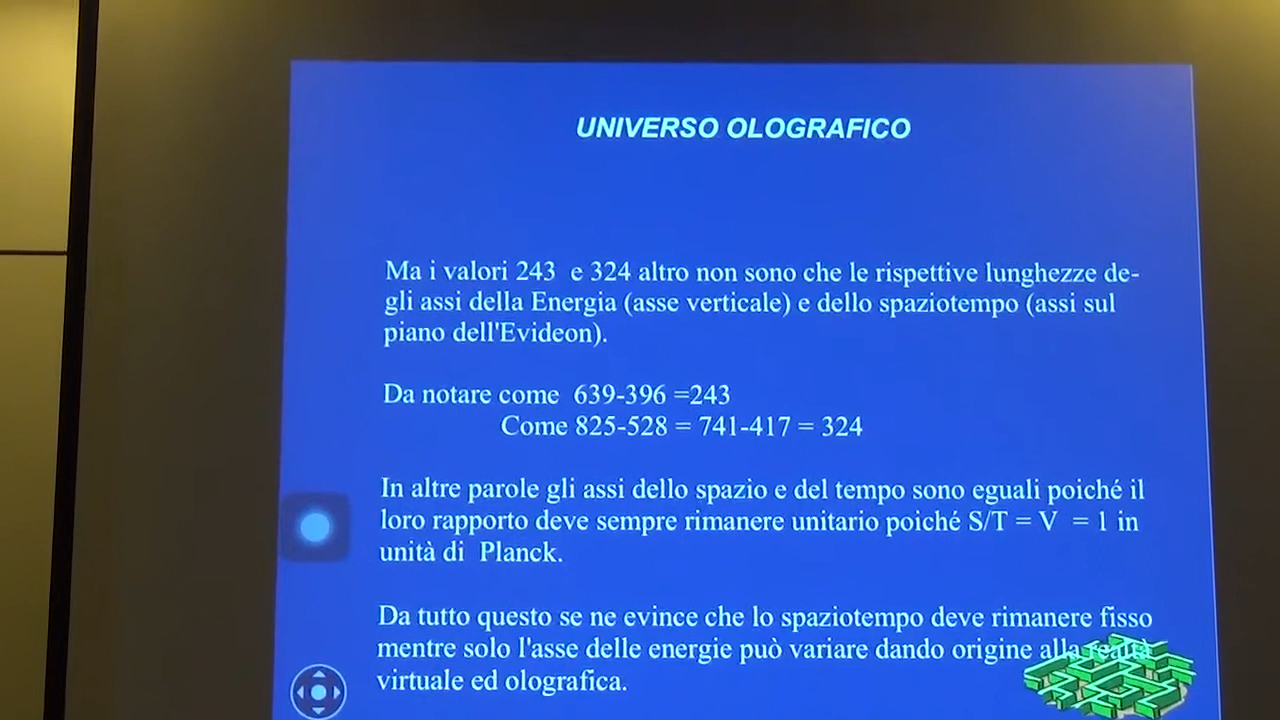 UNIVERSO OLOGRAFICO
Ma i valori 243 e 324 altro non sono che le rispettive lunghezze de-
gli assi della Energia (asse verticale) e dello spaziotempo (assi sul
piano dell'Evideon).
Da notare come 639-396 =243
Come 825-528 = 741-417 = 324
In altre parole gli assi dello spazio e del tempo sono eguali poiché il
loro rapporto deve sempre rimanere unitario poiché S/T = V = 1 in
unità di Planck.
Da tutto questo se ne evince che lo spaziotempo deve rimanere fisso
mentre solo l'asse delle energie può variare dando origine alla realtà
virtuale ed olografica.